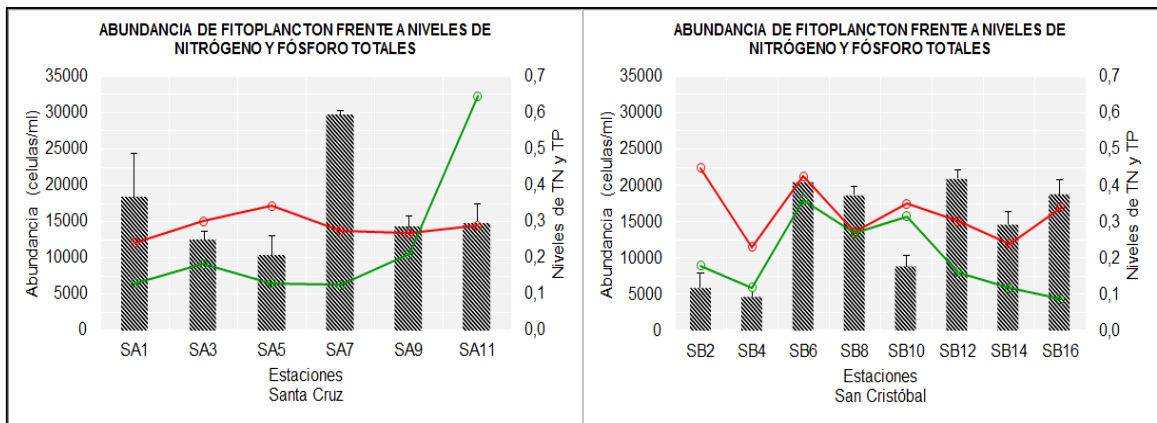 ABUNDANCIA DE FITOPLANCTON FRENTE A NIVELES DE
NITRÓGENO Y FÓSFORO TOTALES
Abundancia (celulas/ml)
35000
30000
25000
20000
15000
10000
5000
0
0,7
0,6
0,5
0,4
0,3
0,2
0,1
0,0
Niveles de TN y TP
SA1 SA3 SA5 SA7 SA9 SA11
Estaciones
Santa Cruz
ABUNDANCIA DE FITOPLANCTON FRENTE A NIVELES DE
NITRÓGENO Y FÓSFORO TOTALES
Abundancia (celulas/ml)
35000
30000
25000
20000
15000
10000
5000
0
0,7
0,6
0,5
0,4
0,3
0,2
0,1
0,0
Niveles de TN y TP
SB2 SB4 SB6 SB8 SB10 SB12 SB14 SB16
Estaciones
San Cristóbal